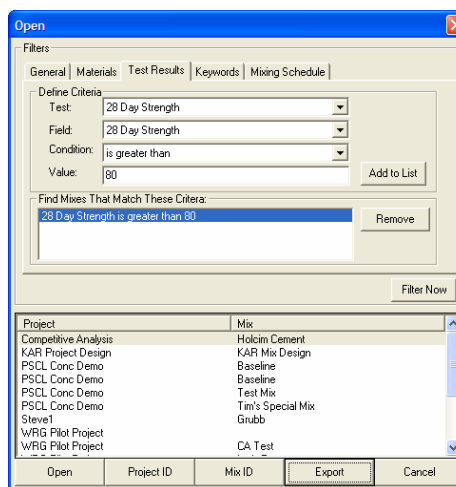 Open
Filters
General Materials Test Results Keywords Mixing Schedule
Define Criteria
Test: 28 Day Strength
Field: 28 Day Strength
Condition: is greater than
Value: 80 Add to List
Find Mixes That Match These Critera:
28 Day Strength is greater than 80 Remove
Filter Now
Project Mix
Competitive Analysis Holcim Cement
KAR Project Design KAR Mix Design
PSCL Conc Demo Baseline
PSCL Conc Demo Baseline
PSCL Conc Demo Test Mix
PSCL Conc Demo Tim's Special Mix
Steve1 Grubb
WRG Pilot Project
WRG Pilot Project CA Test
Open Project ID Mix ID Export Cancel